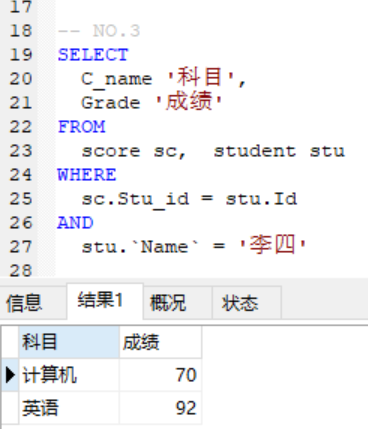 17
18 -- NO.3
19 SELECT
20 C_name '科目',
21 Grade '成绩'
22 FROM
23 score sc, student stu
24 WHERE
25 sc.Stu_id = stu.Id
26 AND
27 stu.`Name` = '李四'
28
信息 结果1 概况 状态
科目 成绩
计算机 70
英语 92